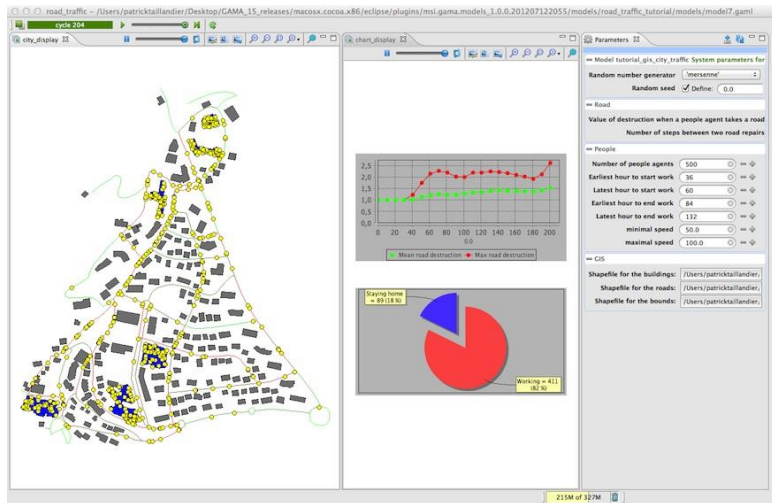 road_traffic - /Users/patricktaillandier/Desktop/GAMA_15_releases/macosx.cocoa.x86/eclipse/plugins/msi.gama.models_1.0.0.201207122055/models/road_traffic_tutorial/models/model7.gaml
cycle 204
city_display
chart_display
2,5
2,0
1,5
1,0
0,5
0,0
0 20 40 60 80 100 120 140 160 180 200
0.0
Mean road destruction Max road destruction
Staying home
= 89 (18 %)
Working = 411
(82 %)
Parameters
Model tutorial_gis_city_traffic System parameters for
Random number generator 'mersenne'
Random seed Define: 0.0
Road
Value of destruction when a people agent takes a road
Number of steps between two road repairs
People
Number of people agents 500
Earliest hour to start work 36
Latest hour to start work 60
Earliest hour to end work 84
Latest hour to end work 132
minimal speed 50.0
maximal speed 100.0
GIS
Shapefile for the buildings: /Users/patricktaillandier/
Shapefile for the roads: /Users/patricktaillandier/
Shapefile for the bounds: /Users/patricktaillandier/
215M of 327M